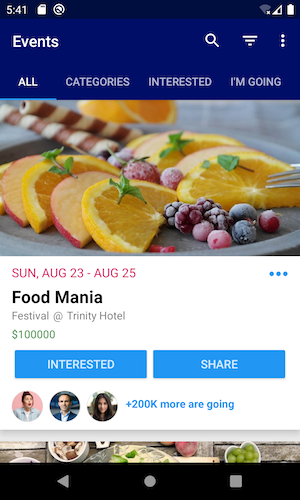 5:41
Events
ALL CATEGORIES INTERESTED I'M GOING
SUN, AUG 23 - AUG 25
Food Mania
Festival @ Trinity Hotel
$100000
INTERESTED SHARE
+200K more are going